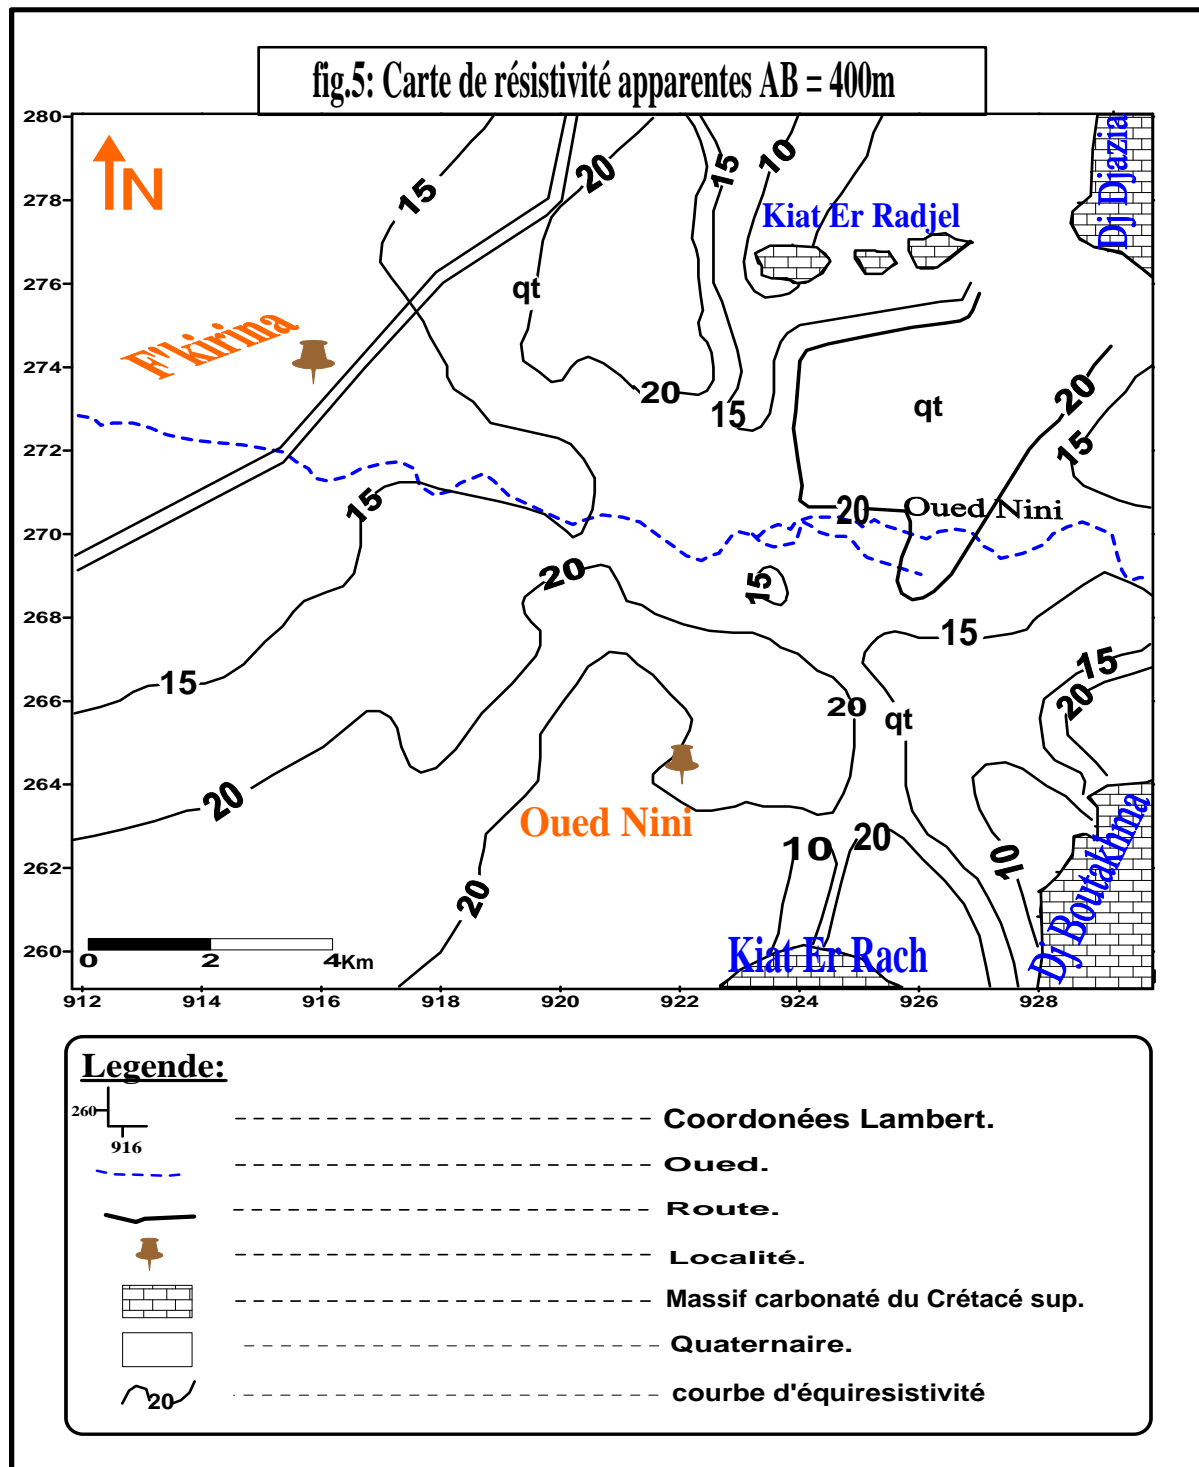 fig.5: Carte de résistivité apparentes AB = 400m
280
278
276
274
272
270
268
266
264
262
260
912 914 916 918 920 922 924 926 928
N
15
20
15
10
Kiat Er Radjel
Dj Djazia
qt
F'kirina
20
15
qt
20
15
15
20
Oued Nini
20
15
15
15
15
20
20
qt
20
Oued Nini
10
20
10
20
Dj Boutakhma
Kiat Er Rach
0 2 4Km
Legende:
260
916
Coordonées Lambert.
Oued.
Route.
Localité.
Massif carbonaté du Crétacé sup.
Quaternaire.
20
courbe d'équiresistivité